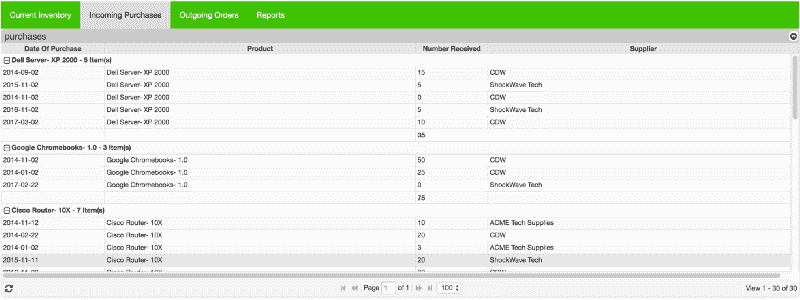 Current Inventory Incoming Purchases Outgoing Orders Reports
purchases
Date Of Purchase Product Number Received Supplier
Dell Server- XP 2000 - 5 Item(s)
2014-09-02 Dell Server- XP 2000 15 CDW
2015-11-02 Dell Server- XP 2000 5 ShockWave Tech
2014-11-02 Dell Server- XP 2000 0 CDW
2016-11-02 Dell Server- XP 2000 5 ShockWave Tech
2017-03-02 Dell Server- XP 2000 10 CDW
35
Google Chromebooks- 1.0 - 3 Item(s)
2014-11-02 Google Chromebooks- 1.0 50 CDW
2014-01-02 Google Chromebooks- 1.0 25 CDW
2017-02-22 Google Chromebooks- 1.0 0 ShockWave Tech
75
Cisco Router- 10X - 7 Item(s)
2014-11-12 Cisco Router- 10X 10 ACME Tech Supplies
2014-02-22 Cisco Router- 10X 20 CDW
2014-01-02 Cisco Router- 10X 3 ACME Tech Supplies
2015-11-11 Cisco Router- 10X 20 ShockWave Tech
Cisco Router- 10X CDW
Page 1 of 1 100 View 1 - 30 of 30